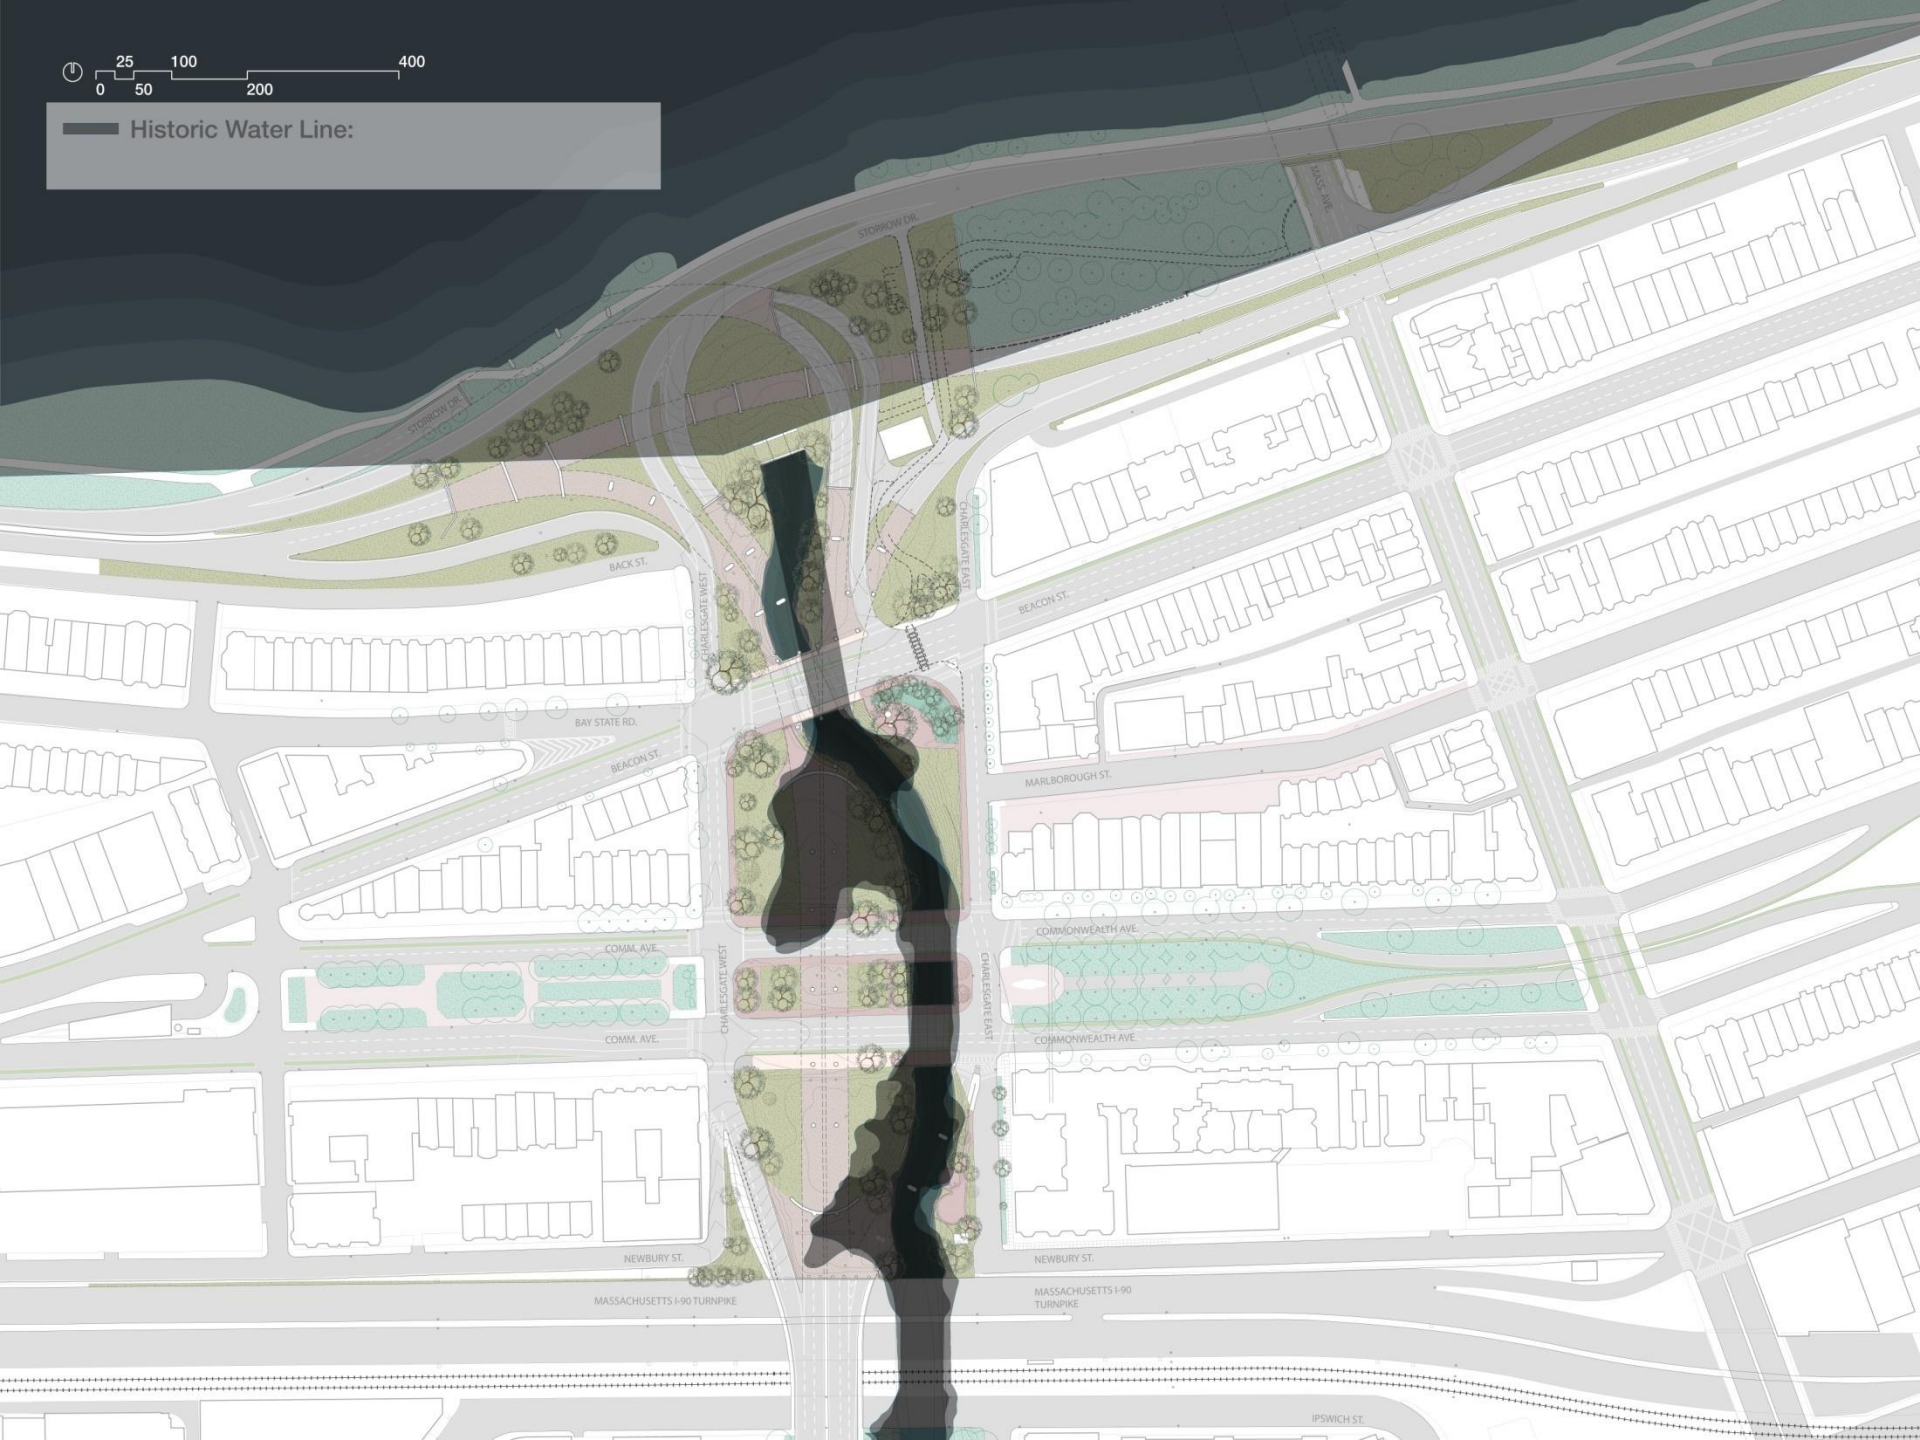 25 100 400
0 50 200
Historic Water Line:
MASS. AVE.
STORROW DR.
STORROW DR.
CHARLESGATE EAST
BACK ST.
CHARLESGATE WEST
BEACON ST.
BAY STATE RD.
BEACON ST.
MARLBOROUGH ST.
COMMONWEALTH AVE.
COMM. AVE.
CHARLESGATE WEST
CHARLESGATE EAST
COMM. AVE.
COMMONWEALTH AVE.
NEWBURY ST.
NEWBURY ST.
MASSACHUSETTS I-90 TURNPIKE
MASSACHUSETTS I-90
TURNPIKE
IPSWICH ST.